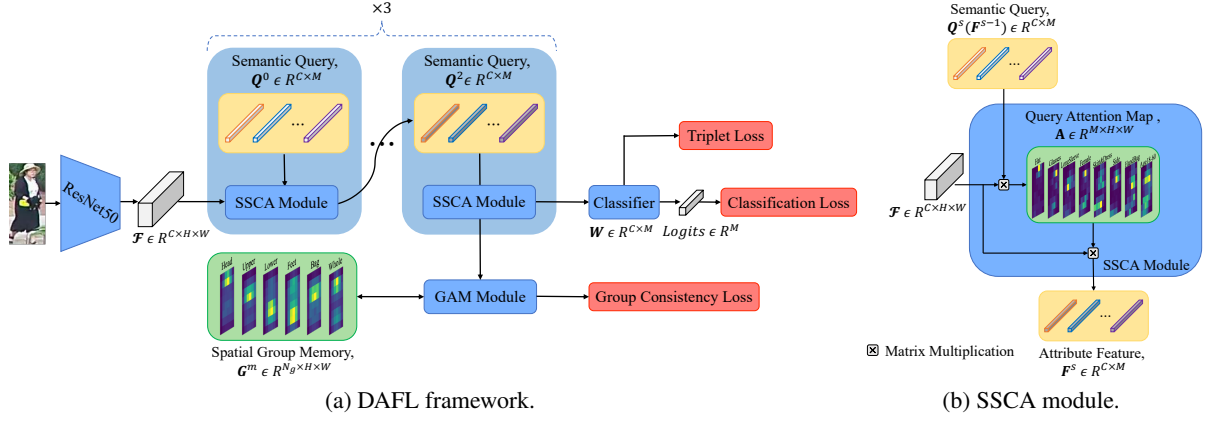 ×3
Semantic Query,
Q⁰ ∈ R^{C×M}
...
SSCA Module
Semantic Query,
Q² ∈ R^{C×M}
...
SSCA Module
...
ResNet50
𝓕 ∈ R^{C×H×W}
Triplet Loss
Classifier
W ∈ R^{C×M}
Logits ∈ R^M
Classification Loss
Head Upper Lower Feet Bag Whole
Spatial Group Memory,
G^m ∈ R^{N_g×H×W}
GAM Module
Group Consistency Loss
(a) DAFL framework.
Semantic Query,
Q^s(F^{s−1}) ∈ R^{C×M}
...
Query Attention Map ,
A ∈ R^{M×H×W}
Hat Glasses
𝓕 ∈ R^{C×H×W}
SSCA Module
...
Matrix Multiplication
Attribute Feature,
F^s ∈ R^{C×M}
(b) SSCA module.